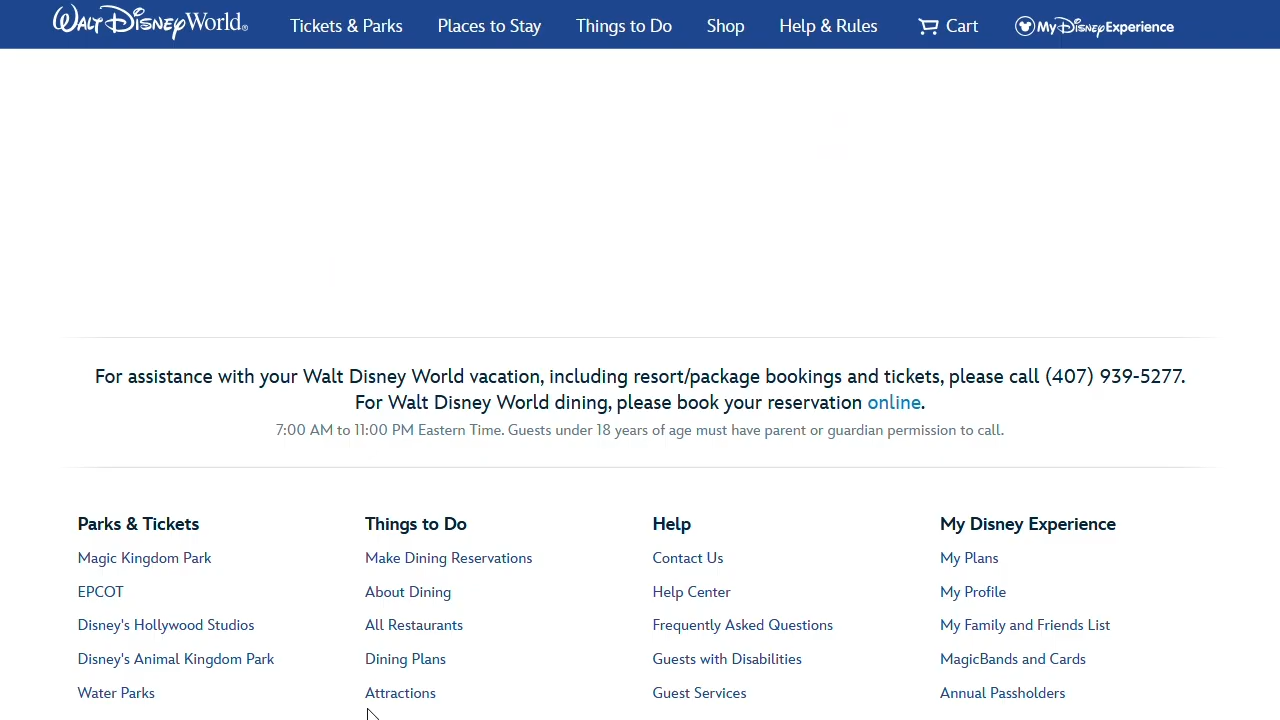 Walt Disney World® Tickets & Parks Places to Stay Things to Do Shop Help & Rules Cart My Disney Experience
For assistance with your Walt Disney World vacation, including resort/package bookings and tickets, please call (407) 939-5277.
For Walt Disney World dining, please book your reservation online.
7:00 AM to 11:00 PM Eastern Time. Guests under 18 years of age must have parent or guardian permission to call.
Parks & Tickets
Magic Kingdom Park
EPCOT
Disney's Hollywood Studios
Disney's Animal Kingdom Park
Water Parks
Things to Do
Make Dining Reservations
About Dining
All Restaurants
Dining Plans
Attractions
Help
Contact Us
Help Center
Frequently Asked Questions
Guests with Disabilities
Guest Services
My Disney Experience
My Plans
My Profile
My Family and Friends List
MagicBands and Cards
Annual Passholders